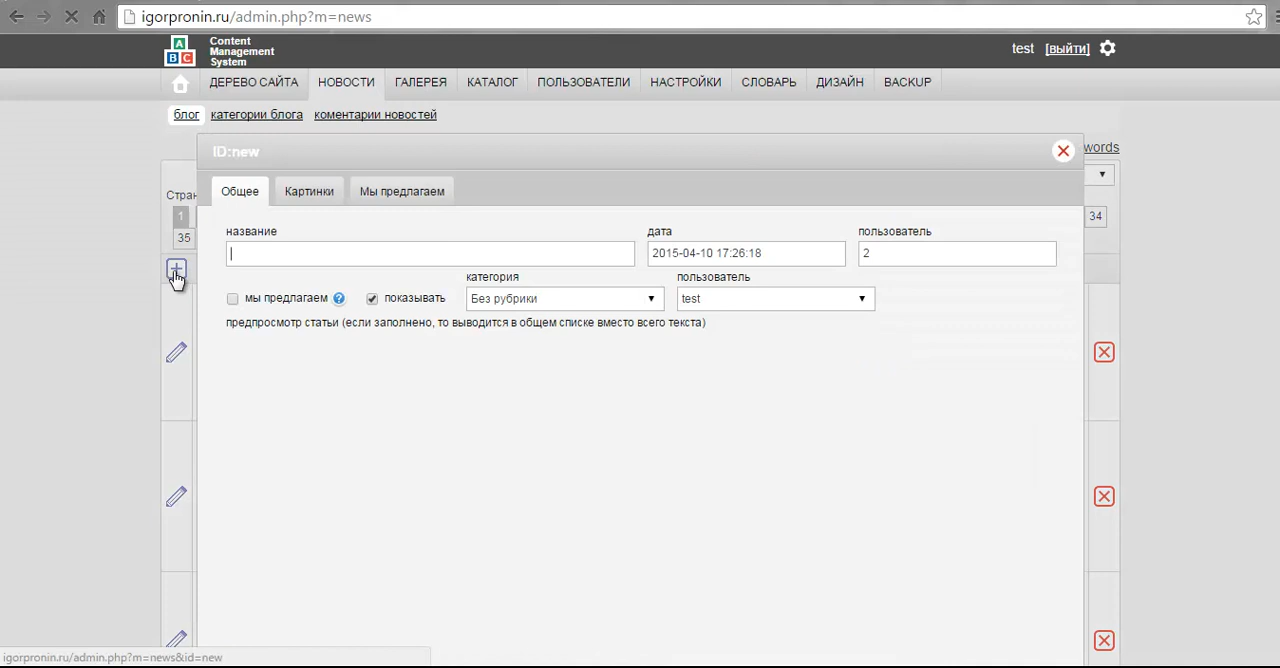 igorpronin.ru/admin.php?m=news
A
B C
Content
Management
System
test [выйти]
ДЕРЕВО САЙТА НОВОСТИ ГАЛЕРЕЯ КАТАЛОГ ПОЛЬЗОВАТЕЛИ НАСТРОЙКИ СЛОВАРЬ ДИЗАЙН BACKUP
блог категории блога коментарии новостей
words
ID:new
Общее Картинки Мы предлагаем
Стран
1
34
35
название дата пользователь
2015-04-10 17:26:18 2
категория пользователь
мы предлагаем ? показывать Без рубрики test
предпросмотр статьи (если заполнено, то выводится в общем списке вместо всего текста)
igorpronin.ru/admin.php?m=news&id=new